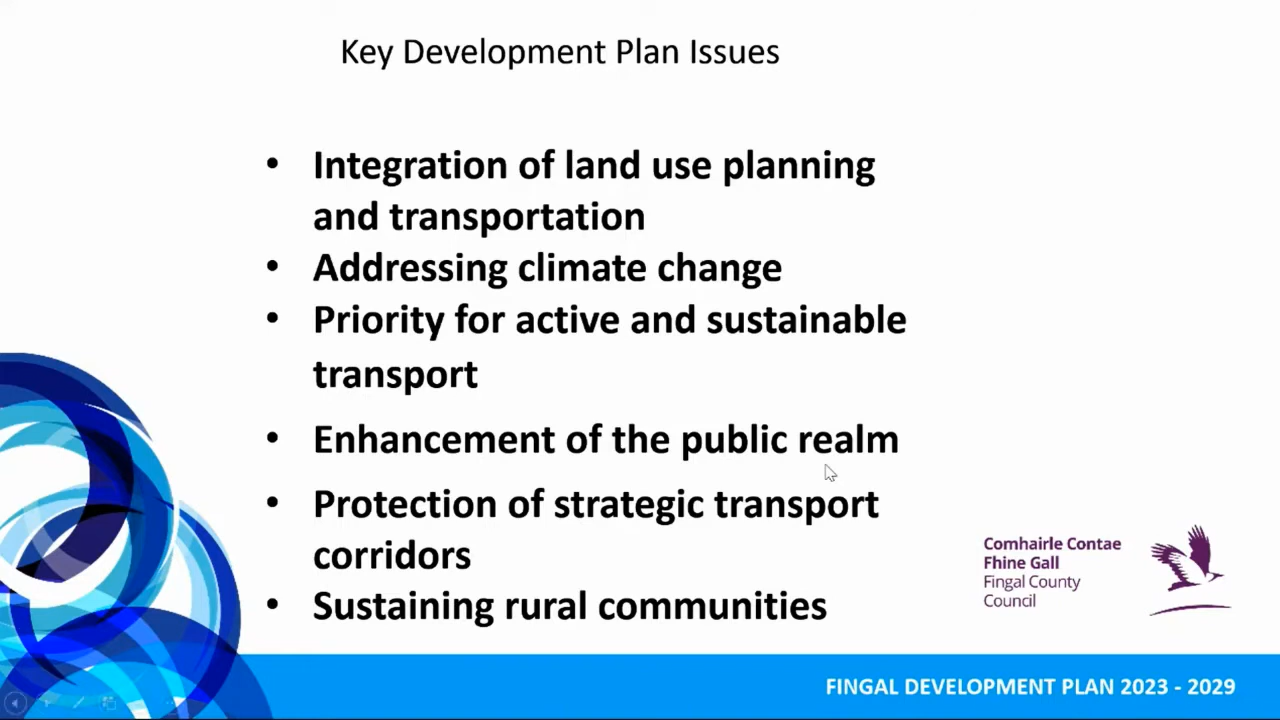 Key Development Plan Issues
• Integration of land use planning
and transportation
• Addressing climate change
• Priority for active and sustainable
transport
• Enhancement of the public realm
• Protection of strategic transport
corridors
• Sustaining rural communities
Comhairle Contae
Fhine Gall
Fingal County
Council
FINGAL DEVELOPMENT PLAN 2023 - 2029